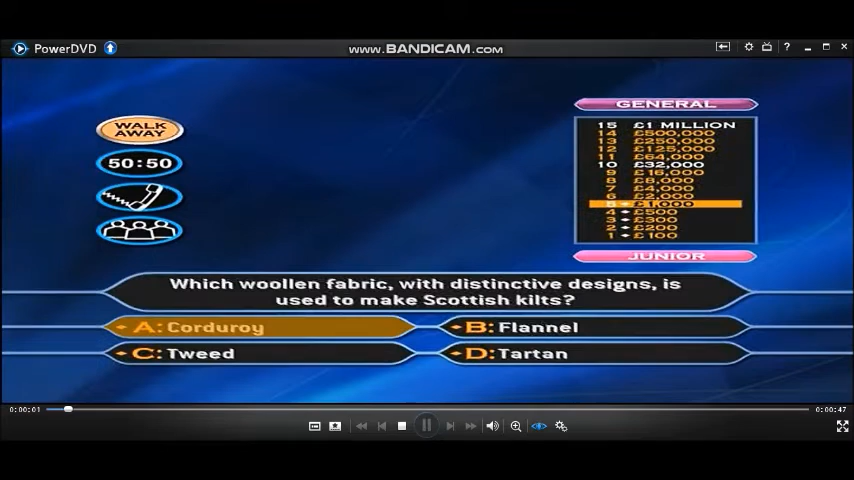 PowerDVD
www.BANDICAM.com
?
WALK
AWAY
50:50
GENERAL
15 £1 MILLION
14 £500,000
13 £250,000
12 £125,000
11 £64,000
10 £32,000
9 £16,000
8 £8,000
7 £4,000
6 £2,000
5 £1,000
4 £500
3 £300
2 £200
1 £100
JUNIOR
Which woollen fabric, with distinctive designs, is
used to make Scottish kilts?
A: Corduroy
B: Flannel
C: Tweed
D: Tartan
0:00:01
0:00:47